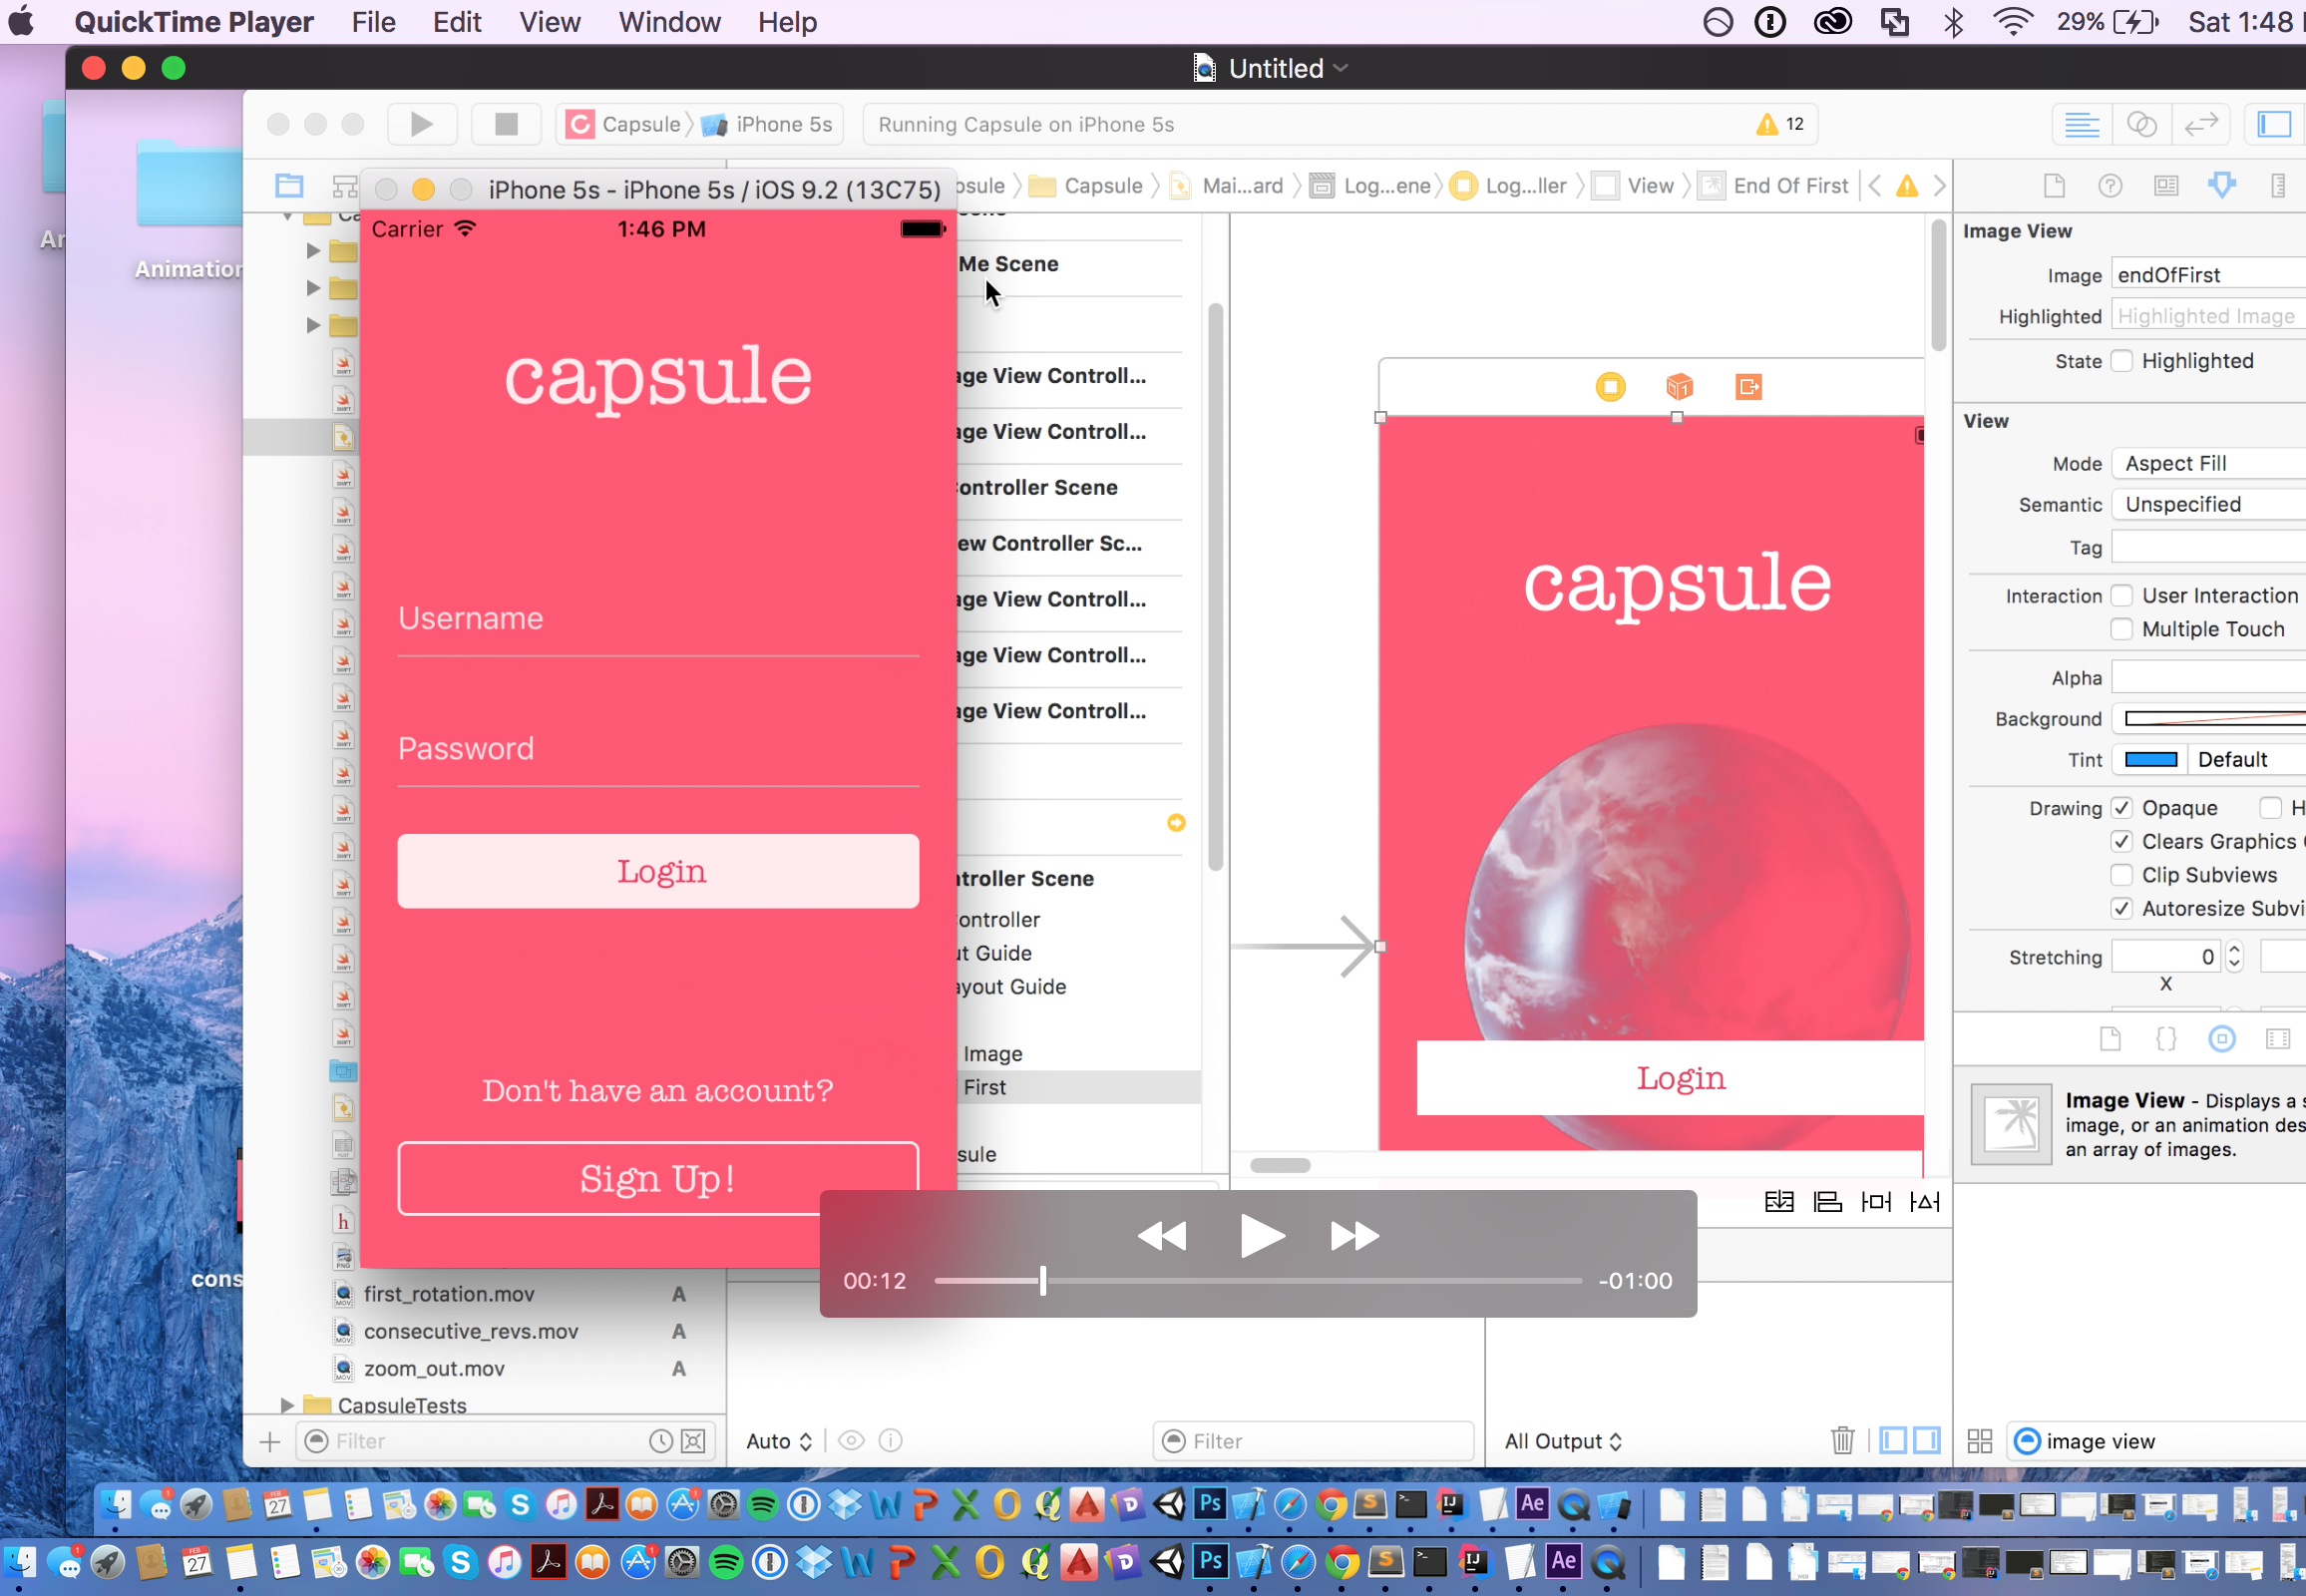 QuickTime Player File Edit View Window Help 29% Sat 1:48
Untitled
Capsule iPhone 5s Running Capsule on iPhone 5s 12
iPhone 5s - iPhone 5s / iOS 9.2 (13C75)
Capsule Mai...ard Log...ene Log...ller View End Of First
Carrier 1:46 PM
capsule
Username
Password
Login
Don't have an account?
Sign Up!
Me Scene
age View Controll...
age View Controll...
ontroller Scene
ew Controller Sc...
age View Controll...
age View Controll...
age View Controll...
ntroller Scene
ontroller
ut Guide
ayout Guide
Image
First
sule
capsule
Login
Image View
Image endOfFirst
Highlighted Highlighted Image
State Highlighted
View
Mode Aspect Fill
Semantic Unspecified
Tag
Interaction User Interaction
Multiple Touch
Alpha
Background
Tint Default
Drawing Opaque H
Clears Graphics
Clip Subviews
Autoresize Subvi
Stretching 0
X
Image View - Displays a s
image, or an animation des
an array of images.
Animation
cons
00:12 -01:00
first_rotation.mov A
consecutive_revs.mov A
zoom_out.mov A
CapsuleTests
Filter
Auto
Filter
All Output
image view